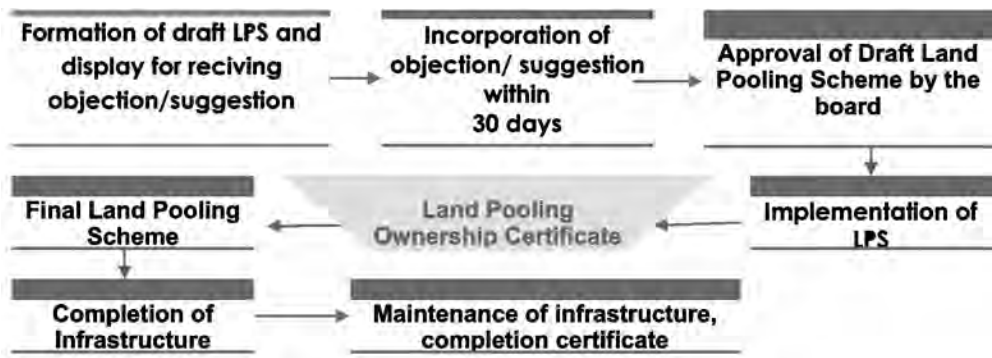 Formation of draft LPS and
display for reciving
objection/suggestion
Incorporation of
objection/ suggestion
within
30 days
Approval of Draft Land
Pooling Scheme by the
board
Implementation of
LPS
Land Pooling
Ownership Certificate
Final Land Pooling
Scheme
Completion of
Infrastructure
Maintenance of infrastructure,
completion certificate